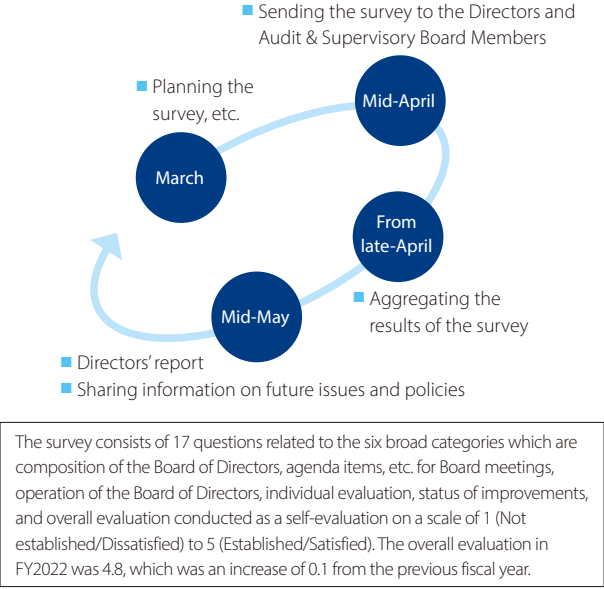 ■ Sending the survey to the Directors and
Audit & Supervisory Board Members
Mid-April
■ Planning the
survey, etc.
March
From
late-April
■ Aggregating the
results of the survey
Mid-May
■ Directors’ report
■ Sharing information on future issues and policies
The survey consists of 17 questions related to the six broad categories which are
composition of the Board of Directors, agenda items, etc. for Board meetings,
operation of the Board of Directors, individual evaluation, status of improvements,
and overall evaluation conducted as a self-evaluation on a scale of 1 (Not
established/Dissatisfied) to 5 (Established/Satisfied). The overall evaluation in
FY2022 was 4.8, which was an increase of 0.1 from the previous fiscal year.